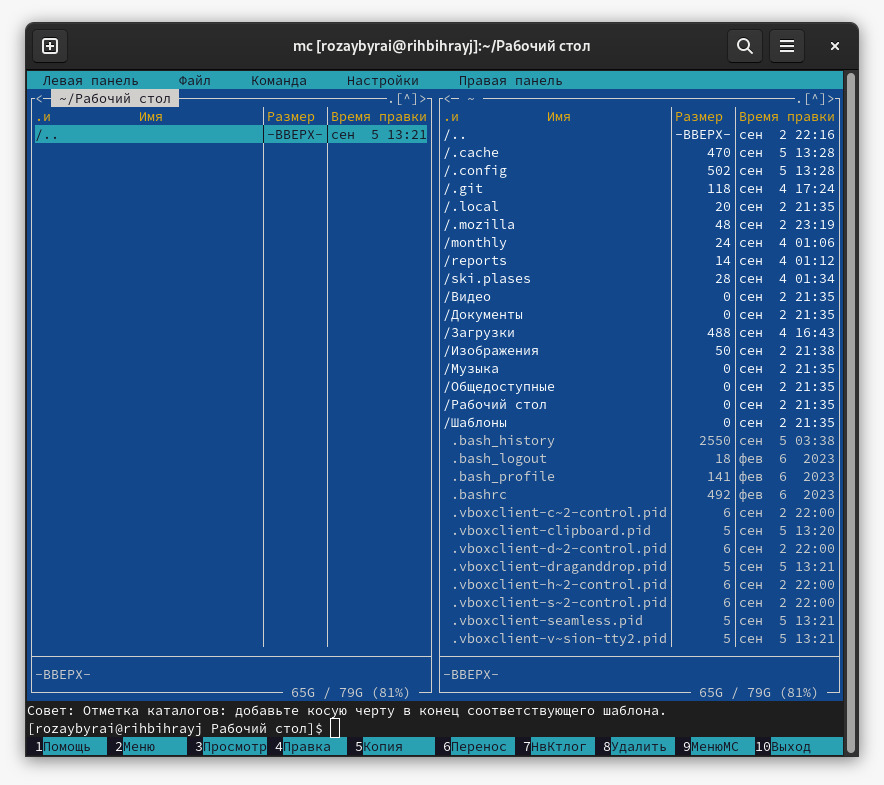 mc [rozaybyrai@rihbihrayj]:~/Рабочий стол
Левая панель Файл Команда Настройки Правая панель
<— ~/Рабочий стол .[^]>
.и Имя Размер Время правки
/.. -ВВЕРХ- сен 5 13:21
-ВВЕРХ-
65G / 79G (81%)
<— ~ .[^]>
.и Имя Размер Время правки
/.. -ВВЕРХ- сен 2 22:16
/.cache 470 сен 5 13:28
/.config 502 сен 5 13:28
/.git 118 сен 4 17:24
/.local 20 сен 2 21:35
/.mozilla 48 сен 2 23:19
/monthly 24 сен 4 01:06
/reports 14 сен 4 01:12
/ski.plases 28 сен 4 01:34
/Видео 0 сен 2 21:35
/Документы 0 сен 2 21:35
/Загрузки 488 сен 4 16:43
/Изображения 50 сен 2 21:38
/Музыка 0 сен 2 21:35
/Общедоступные 0 сен 2 21:35
/Рабочий стол 0 сен 2 21:35
/Шаблоны 0 сен 2 21:35
.bash_history 2550 сен 5 03:38
.bash_logout 18 фев 6 2023
.bash_profile 141 фев 6 2023
.bashrc 492 фев 6 2023
.vboxclient-c~2-control.pid 6 сен 2 22:00
.vboxclient-clipboard.pid 5 сен 5 13:20
.vboxclient-d~2-control.pid 6 сен 2 22:00
.vboxclient-draganddrop.pid 5 сен 5 13:21
.vboxclient-h~2-control.pid 6 сен 2 22:00
.vboxclient-s~2-control.pid 6 сен 2 22:00
.vboxclient-seamless.pid 5 сен 5 13:21
.vboxclient-v~sion-tty2.pid 5 сен 5 13:21
-ВВЕРХ-
65G / 79G (81%)
Совет: Отметка каталогов: добавьте косую черту в конец соответствующего шаблона.
[rozaybyrai@rihbihrayj Рабочий стол]$
1Помощь 2Меню 3Просмотр 4Правка 5Копия 6Перенос 7НвКтлог 8Удалить 9МенюМС 10Выход